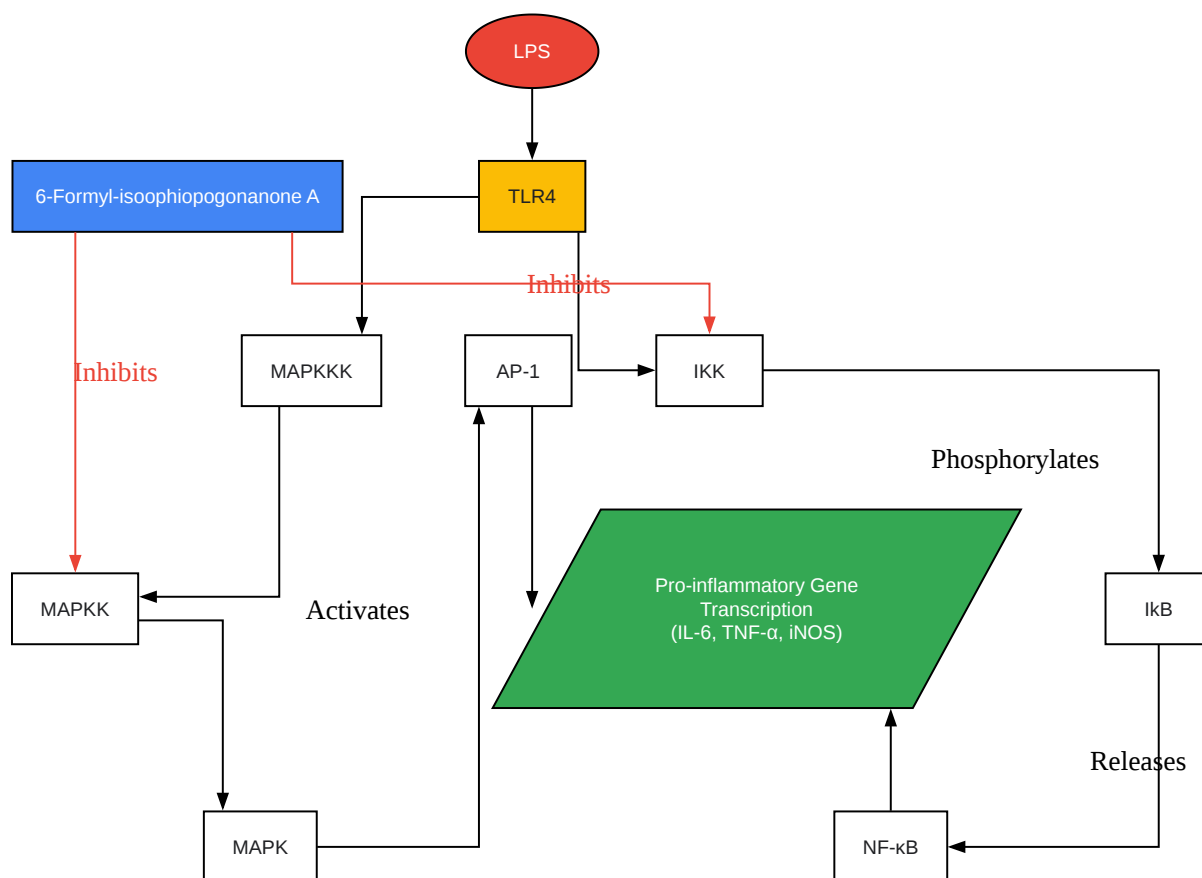 LPS
6-Formyl-isoophiopogonanone A
TLR4
Inhibits
MAPKKK
AP-1
IKK
Inhibits
Phosphorylates
Pro-inflammatory Gene
Transcription
(IL-6, TNF-α, iNOS)
MAPKK
Activates
IkB
Releases
MAPK
NF-κB